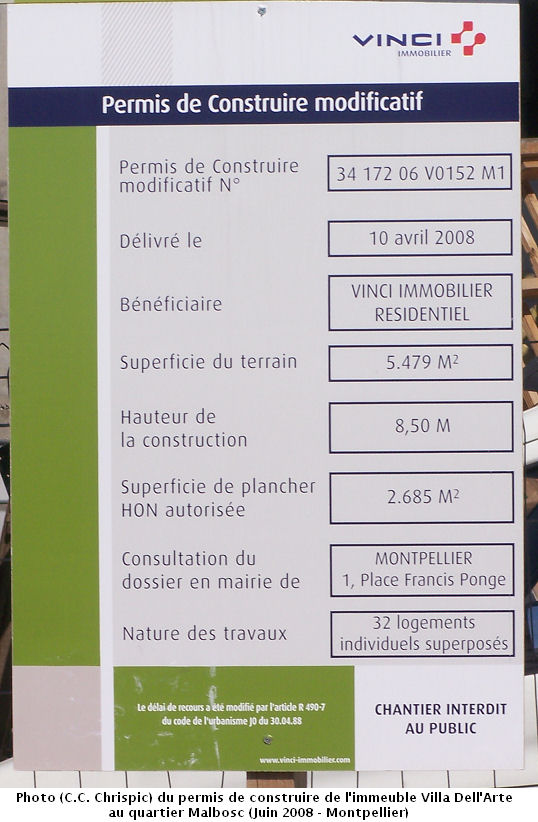 VINCI
IMMOBILIER
Permis de Construire modificatif
Permis de Construire
modificatif N°
34 172 06 V0152 M1
Délivré le
10 avril 2008
Bénéficiaire
VINCI IMMOBILIER
RESIDENTIEL
Superficie du terrain
5.479 M²
Hauteur de
la construction
8,50 M
Superficie de plancher
HON autorisée
2.685 M²
Consultation du
dossier en mairie de
MONTPELLIER
1, Place Francis Ponge
Nature des travaux
32 logements
individuels superposés
Le délai de recours a été modifié par l'article R 490-7
du code de l'urbanisme JO du 30.04.88
www.vinci-immobilier.com
CHANTIER INTERDIT
AU PUBLIC
Photo (C.C. Chrispic) du permis de construire de l'immeuble Villa Dell'Arte
au quartier Malbosc (Juin 2008 - Montpellier)